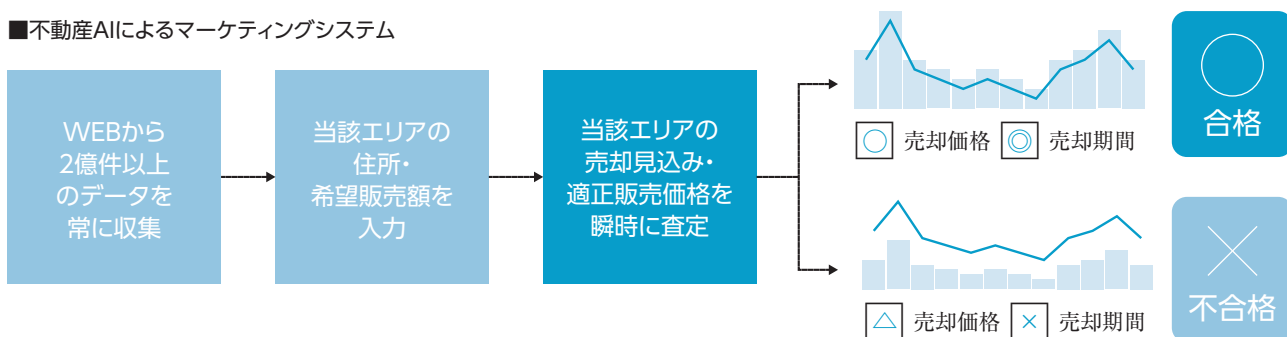 ■不動産AIによるマーケティングシステム
WEBから
2億件以上
のデータを
常に収集
当該エリアの
住所・
希望販売額を
入力
当該エリアの
売却見込み・
適正販売価格を
瞬時に査定
○ 売却価格 ◎ 売却期間
合格
△ 売却価格 × 売却期間
不合格